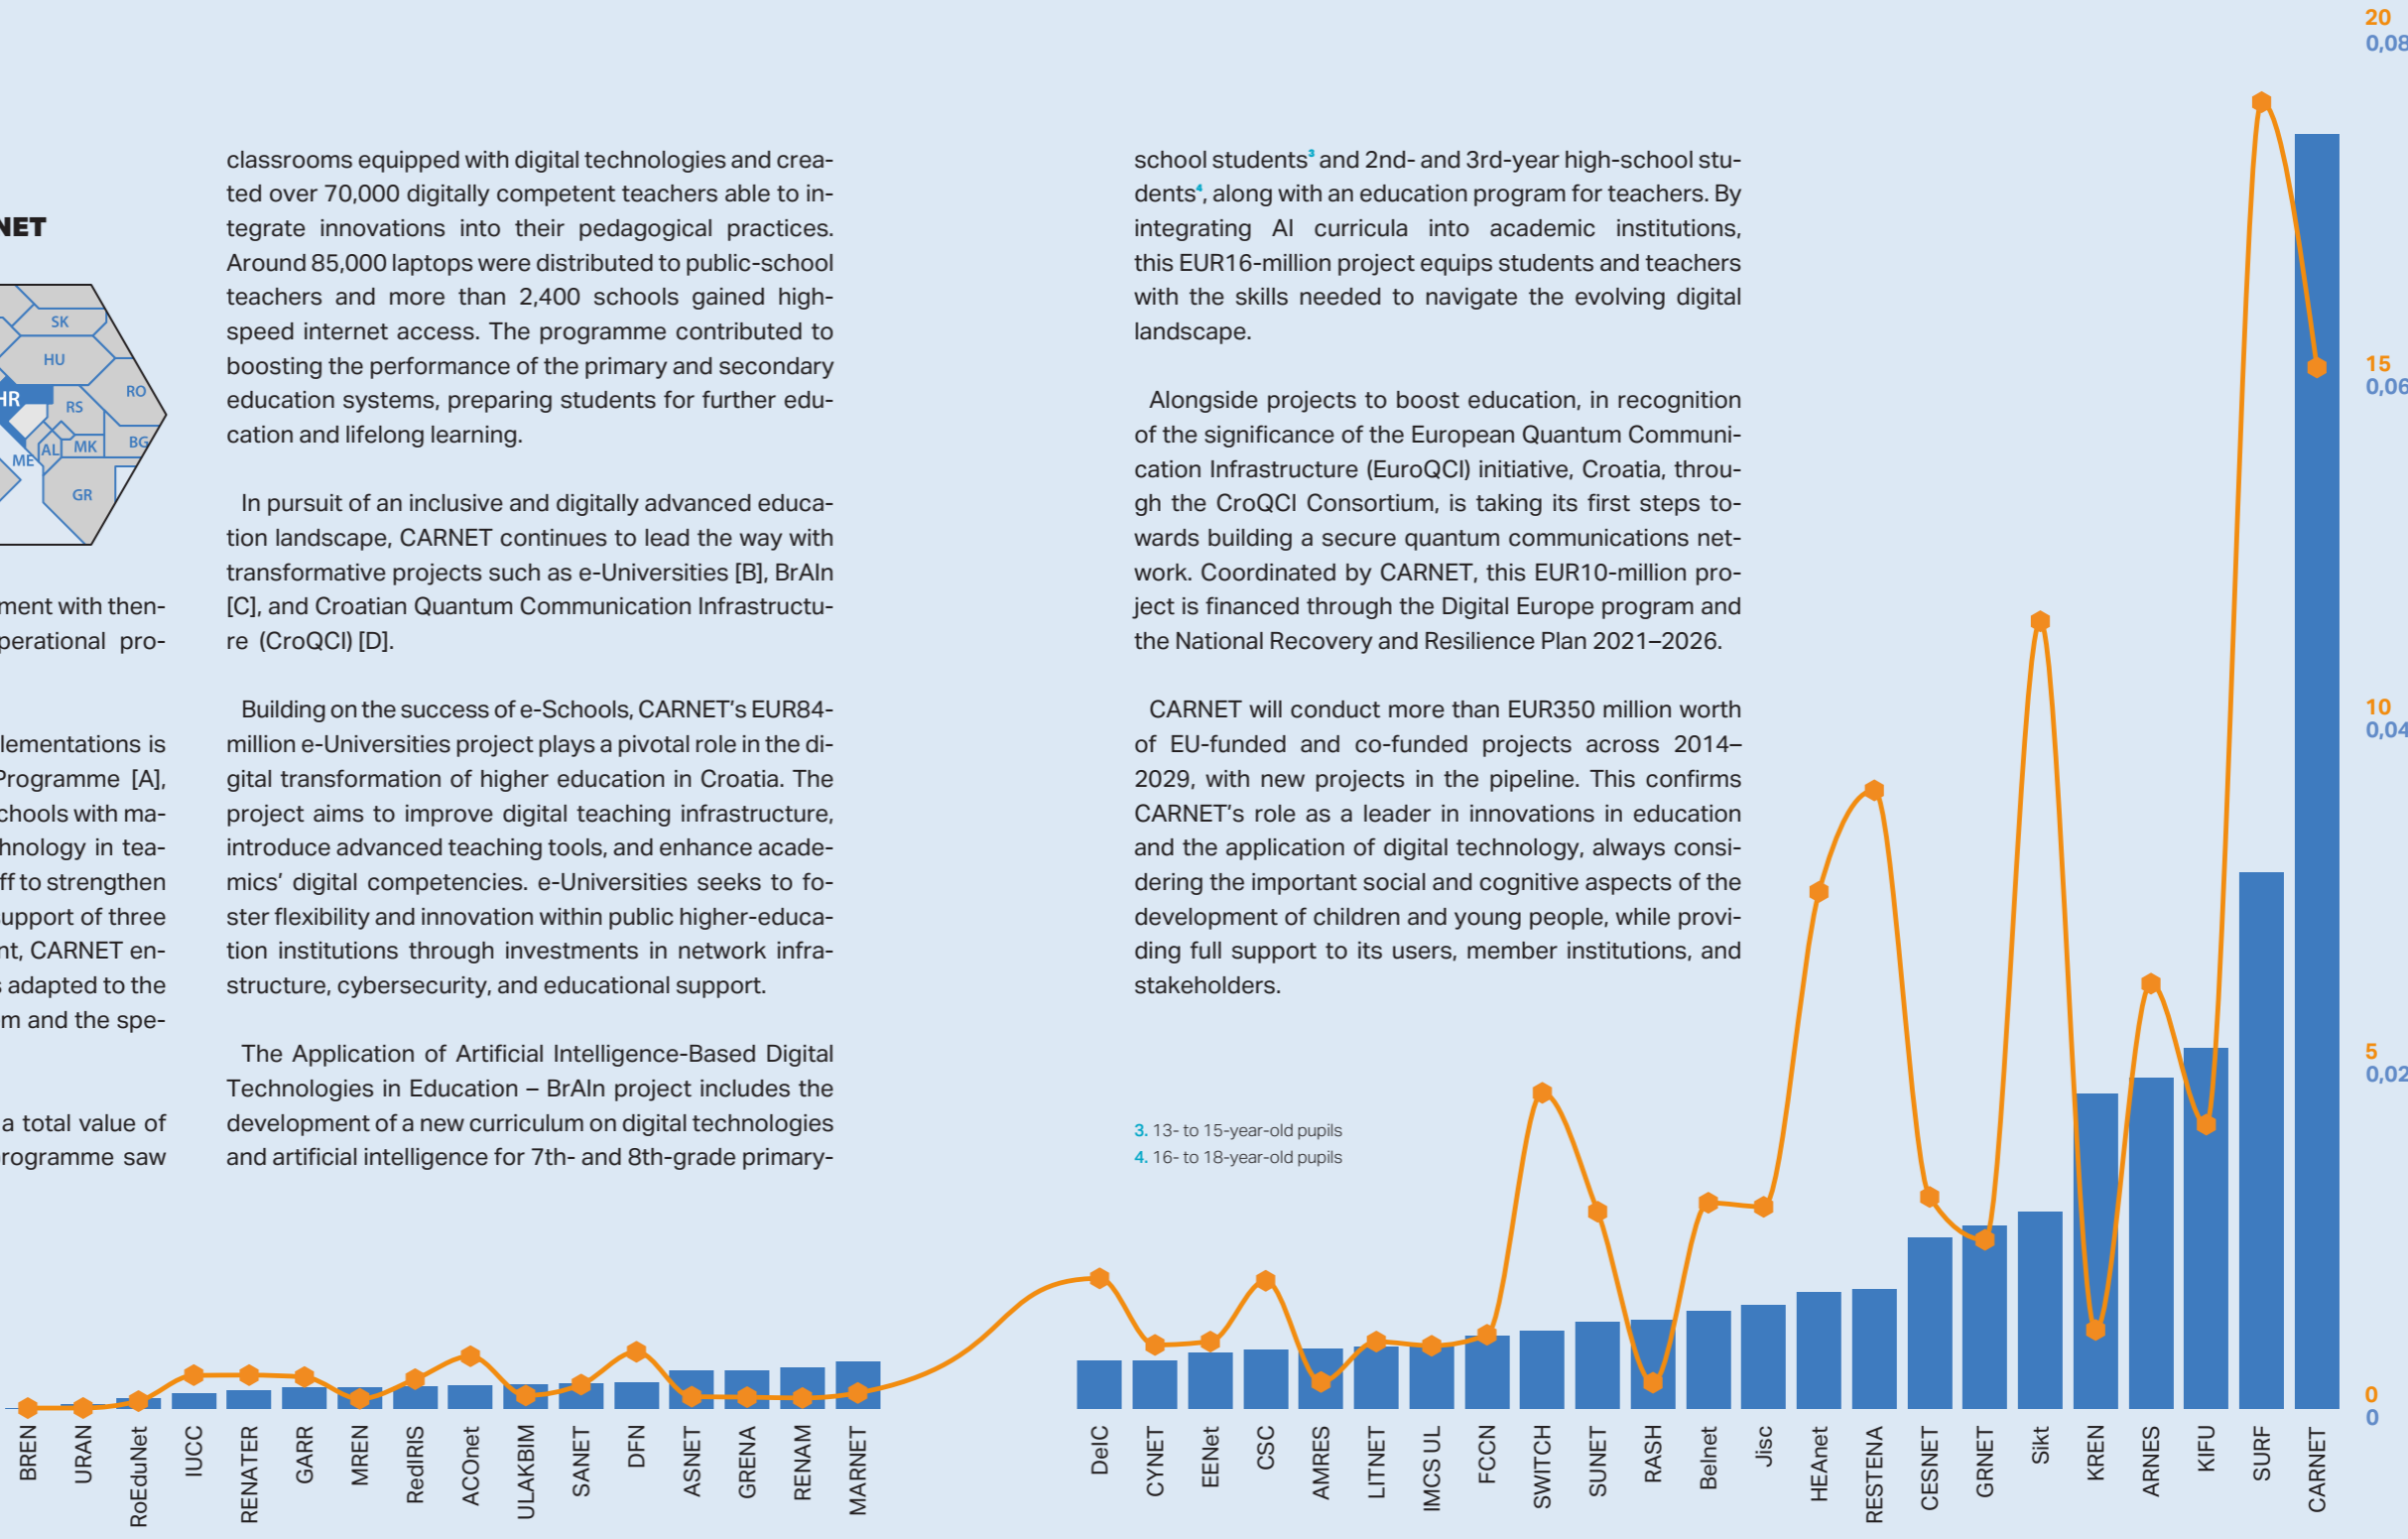 NET
SK
HU
HR
RO
RS
BG
MK
AL
ME
GR
ment with then-
perational pro-
lementations is
Programme [A],
chools with ma-
hnology in tea-
ff to strengthen
support of three
nt, CARNET en-
s adapted to the
m and the spe-
a total value of
rogramme saw
classrooms equipped with digital technologies and crea-
ted over 70,000 digitally competent teachers able to in-
tegrate innovations into their pedagogical practices.
Around 85,000 laptops were distributed to public-school
teachers and more than 2,400 schools gained high-
speed internet access. The programme contributed to
boosting the performance of the primary and secondary
education systems, preparing students for further edu-
cation and lifelong learning.
In pursuit of an inclusive and digitally advanced educa-
tion landscape, CARNET continues to lead the way with
transformative projects such as e-Universities [B], BrAIn
[C], and Croatian Quantum Communication Infrastructu-
re (CroQCI) [D].
Building on the success of e-Schools, CARNET's EUR84-
million e-Universities project plays a pivotal role in the di-
gital transformation of higher education in Croatia. The
project aims to improve digital teaching infrastructure,
introduce advanced teaching tools, and enhance acade-
mics' digital competencies. e-Universities seeks to fo-
ster flexibility and innovation within public higher-educa-
tion institutions through investments in network infra-
structure, cybersecurity, and educational support.
The Application of Artificial Intelligence-Based Digital
Technologies in Education – BrAIn project includes the
development of a new curriculum on digital technologies
and artificial intelligence for 7th- and 8th-grade primary-
school students³ and 2nd- and 3rd-year high-school stu-
dents⁴, along with an education program for teachers. By
integrating AI curricula into academic institutions,
this EUR16-million project equips students and teachers
with the skills needed to navigate the evolving digital
landscape.
Alongside projects to boost education, in recognition
of the significance of the European Quantum Communi-
cation Infrastructure (EuroQCI) initiative, Croatia, throu-
gh the CroQCI Consortium, is taking its first steps to-
wards building a secure quantum communications net-
work. Coordinated by CARNET, this EUR10-million pro-
ject is financed through the Digital Europe program and
the National Recovery and Resilience Plan 2021–2026.
CARNET will conduct more than EUR350 million worth
of EU-funded and co-funded projects across 2014–
2029, with new projects in the pipeline. This confirms
CARNET's role as a leader in innovations in education
and the application of digital technology, always consi-
dering the important social and cognitive aspects of the
development of children and young people, while provi-
ding full support to its users, member institutions, and
stakeholders.
3. 13- to 15-year-old pupils
4. 16- to 18-year-old pupils
20
0,08
15
0,06
10
0,04
5
0,02
0
0
BREN
URAN
RoEduNet
IUCC
RENATER
GARR
MREN
RedIRIS
ACOnet
ULAKBIM
SANET
DFN
ASNET
GRENA
RENAM
MARNET
DeIC
CYNET
EENet
CSC
AMRES
LITNET
IMCS UL
FCCN
SWITCH
SUNET
RASH
Belnet
Jisc
HEAnet
RESTENA
CESNET
GRNET
Sikt
KREN
ARNES
KIFU
SURF
CARNET